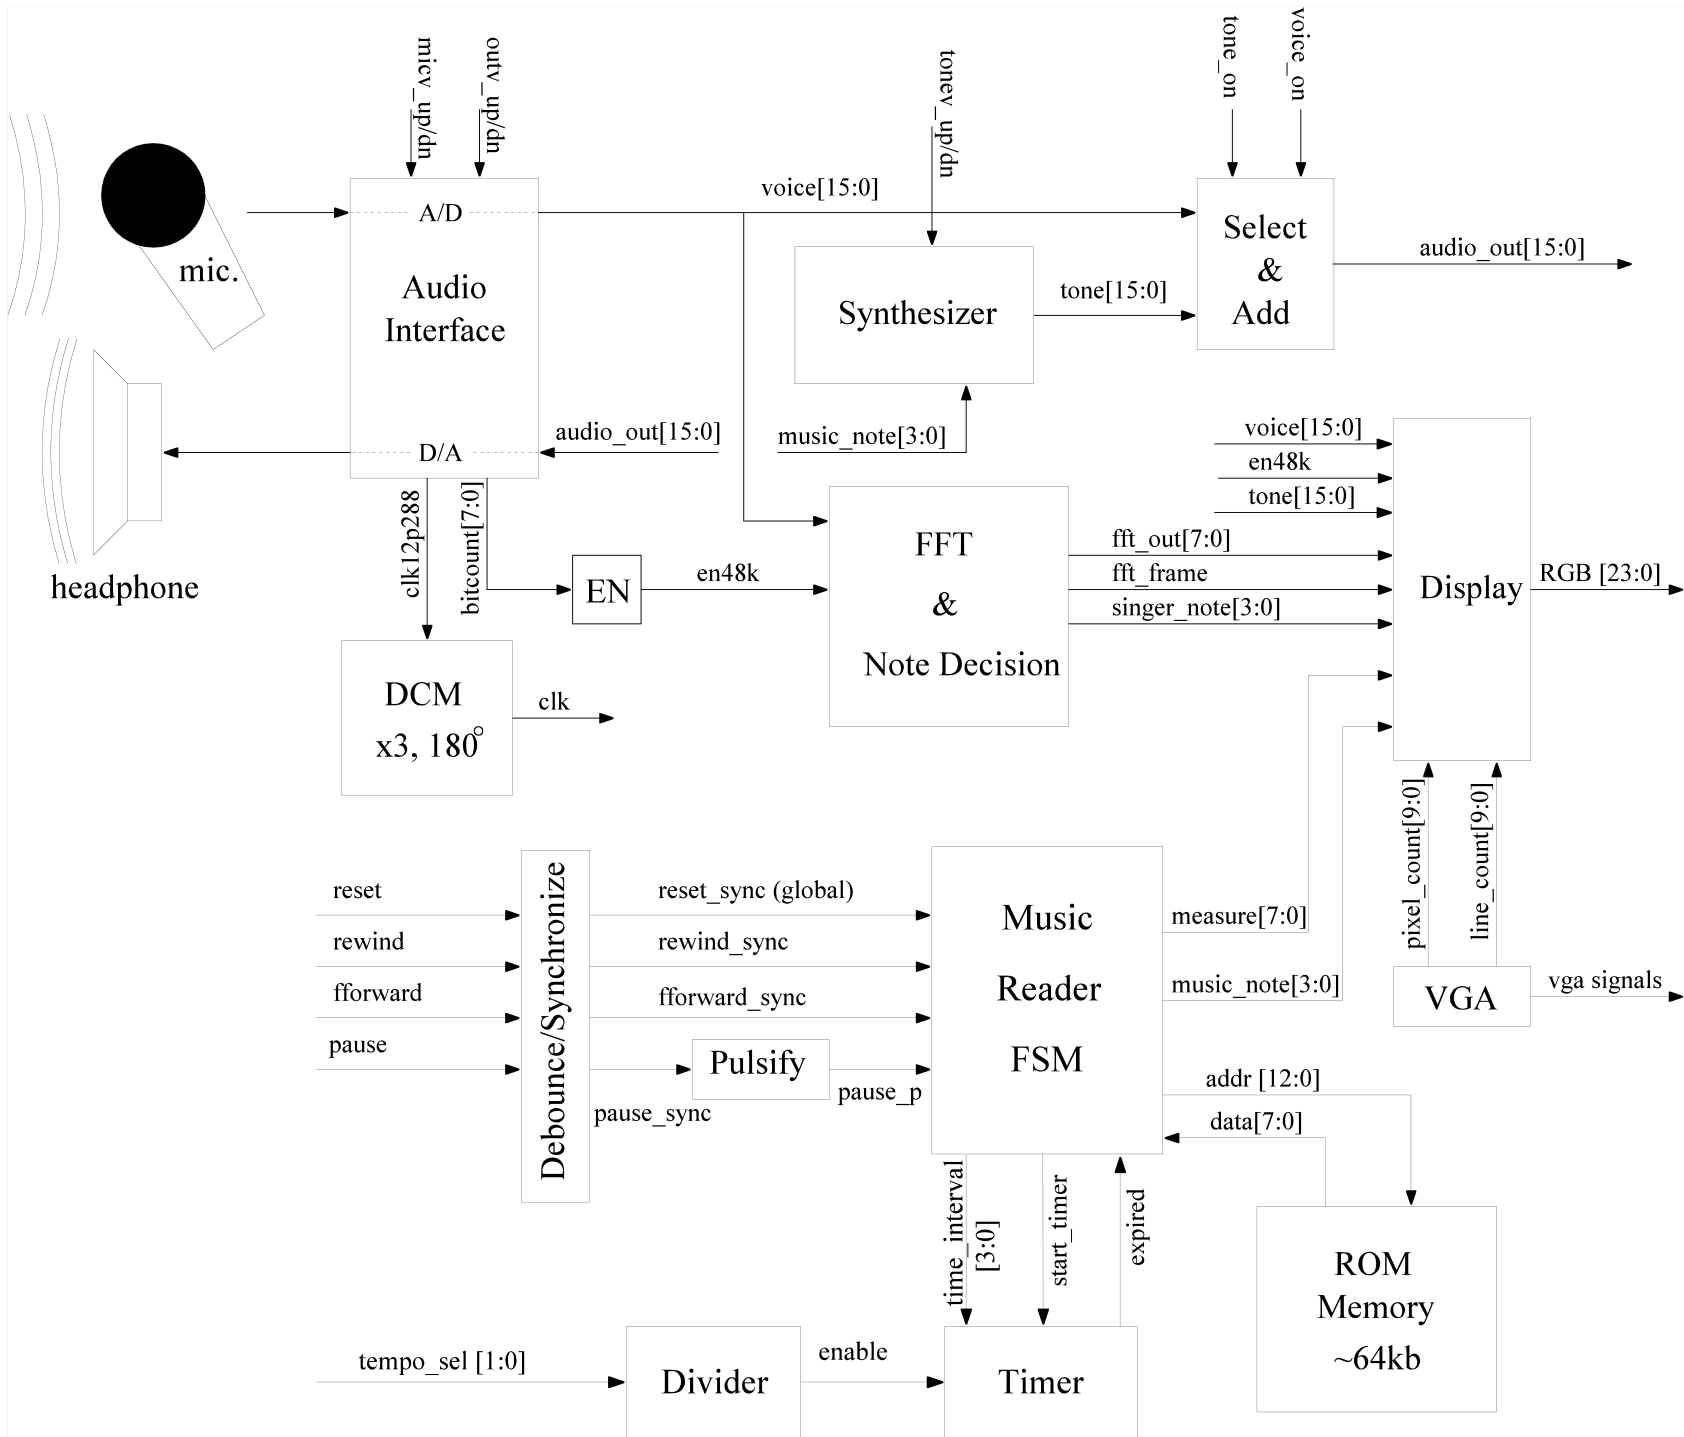 micv_up/dn
outv_up/dn
tonev_up/dn
tone_on
voice_on
mic.
A/D
Audio
Interface
D/A
voice[15:0]
Synthesizer
tone[15:0]
Select
&
Add
audio_out[15:0]
headphone
audio_out[15:0]
music_note[3:0]
clk12p288
bitcount[7:0]
EN
en48k
FFT
&
Note Decision
voice[15:0]
en48k
tone[15:0]
fft_out[7:0]
fft_frame
singer_note[3:0]
Display
RGB [23:0]
DCM
x3, 180°
clk
pixel_count[9:0]
line_count[9:0]
VGA
vga signals
reset
rewind
fforward
pause
Debounce/Synchronize
reset_sync (global)
rewind_sync
fforward_sync
pause_sync
Pulsify
pause_p
Music
Reader
FSM
measure[7:0]
music_note[3:0]
addr [12:0]
data[7:0]
time_interval
[3:0]
start_timer
expired
ROM
Memory
~64kb
tempo_sel [1:0]
Divider
enable
Timer